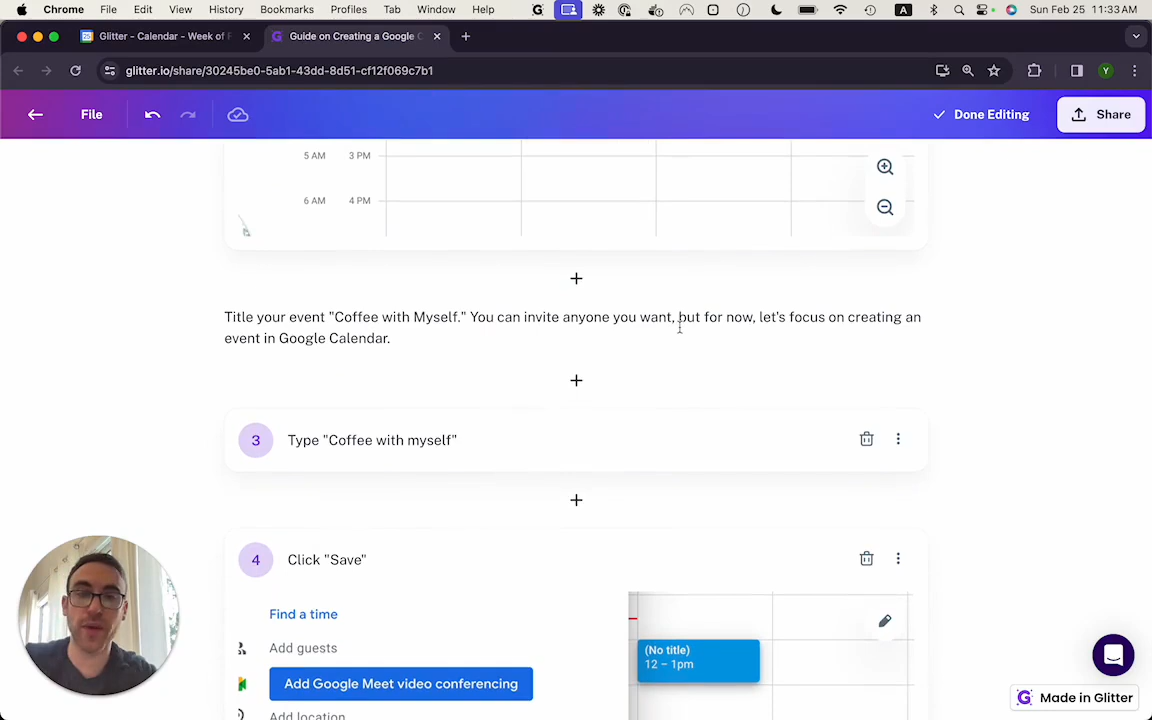 Chrome File Edit View History Bookmarks Profiles Tab Window Help A Sun Feb 25 11:33 AM
Glitter - Calendar - Week of F Guide on Creating a Google C
glitter.io/share/30245be0-5ab1-43dd-8d51-cf12f069c7b1 Y
File Done Editing Share
5 AM 3 PM
6 AM 4 PM
Title your event "Coffee with Myself." You can invite anyone you want, but for now, let's focus on creating an
event in Google Calendar.
3 Type "Coffee with myself"
4 Click "Save"
Find a time
(No title)
Add guests
12 – 1pm
Add Google Meet video conferencing
Made in Glitter
Add location